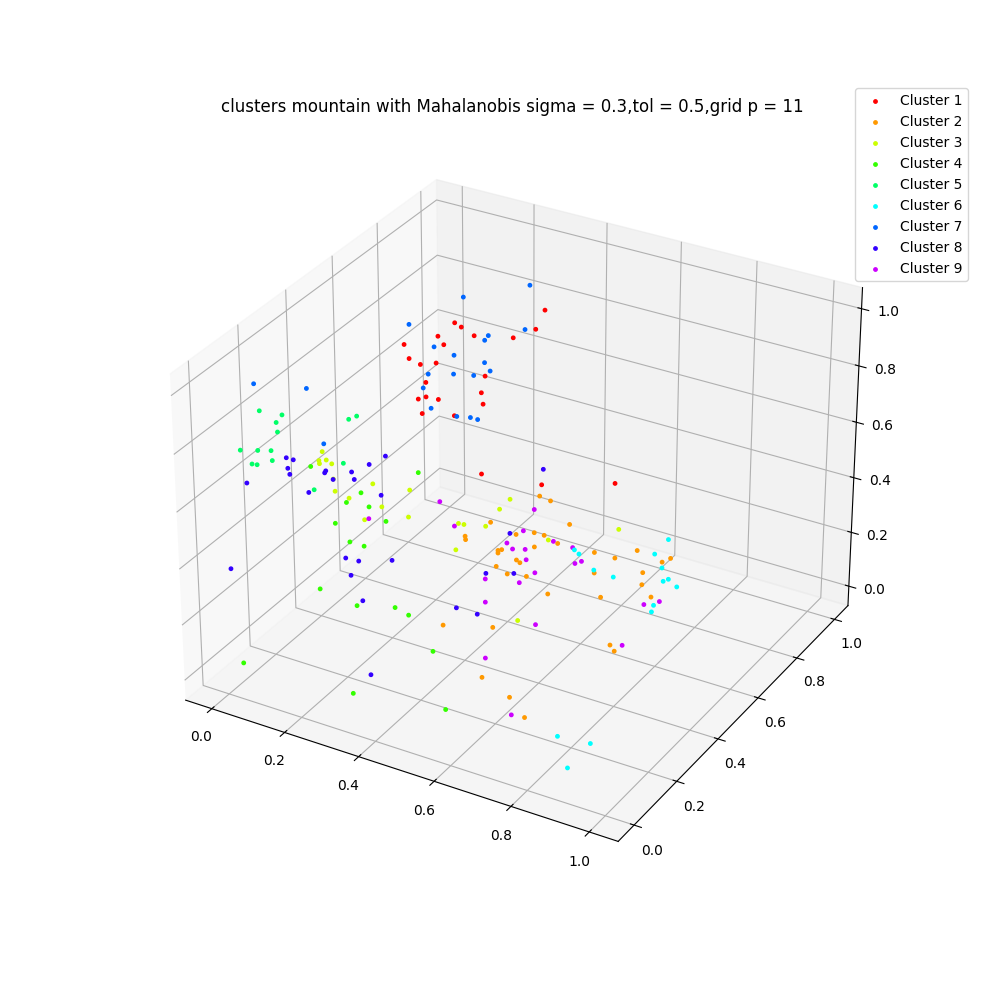 clusters mountain with Mahalanobis sigma = 0.3,tol = 0.5,grid p = 11
Cluster 1
Cluster 2
Cluster 3
Cluster 4
Cluster 5
Cluster 6
Cluster 7
Cluster 8
Cluster 9
1.0
0.8
0.6
0.4
0.2
0.0
0.0
0.2
0.4
0.6
0.8
1.0
0.0
0.2
0.4
0.6
0.8
1.0